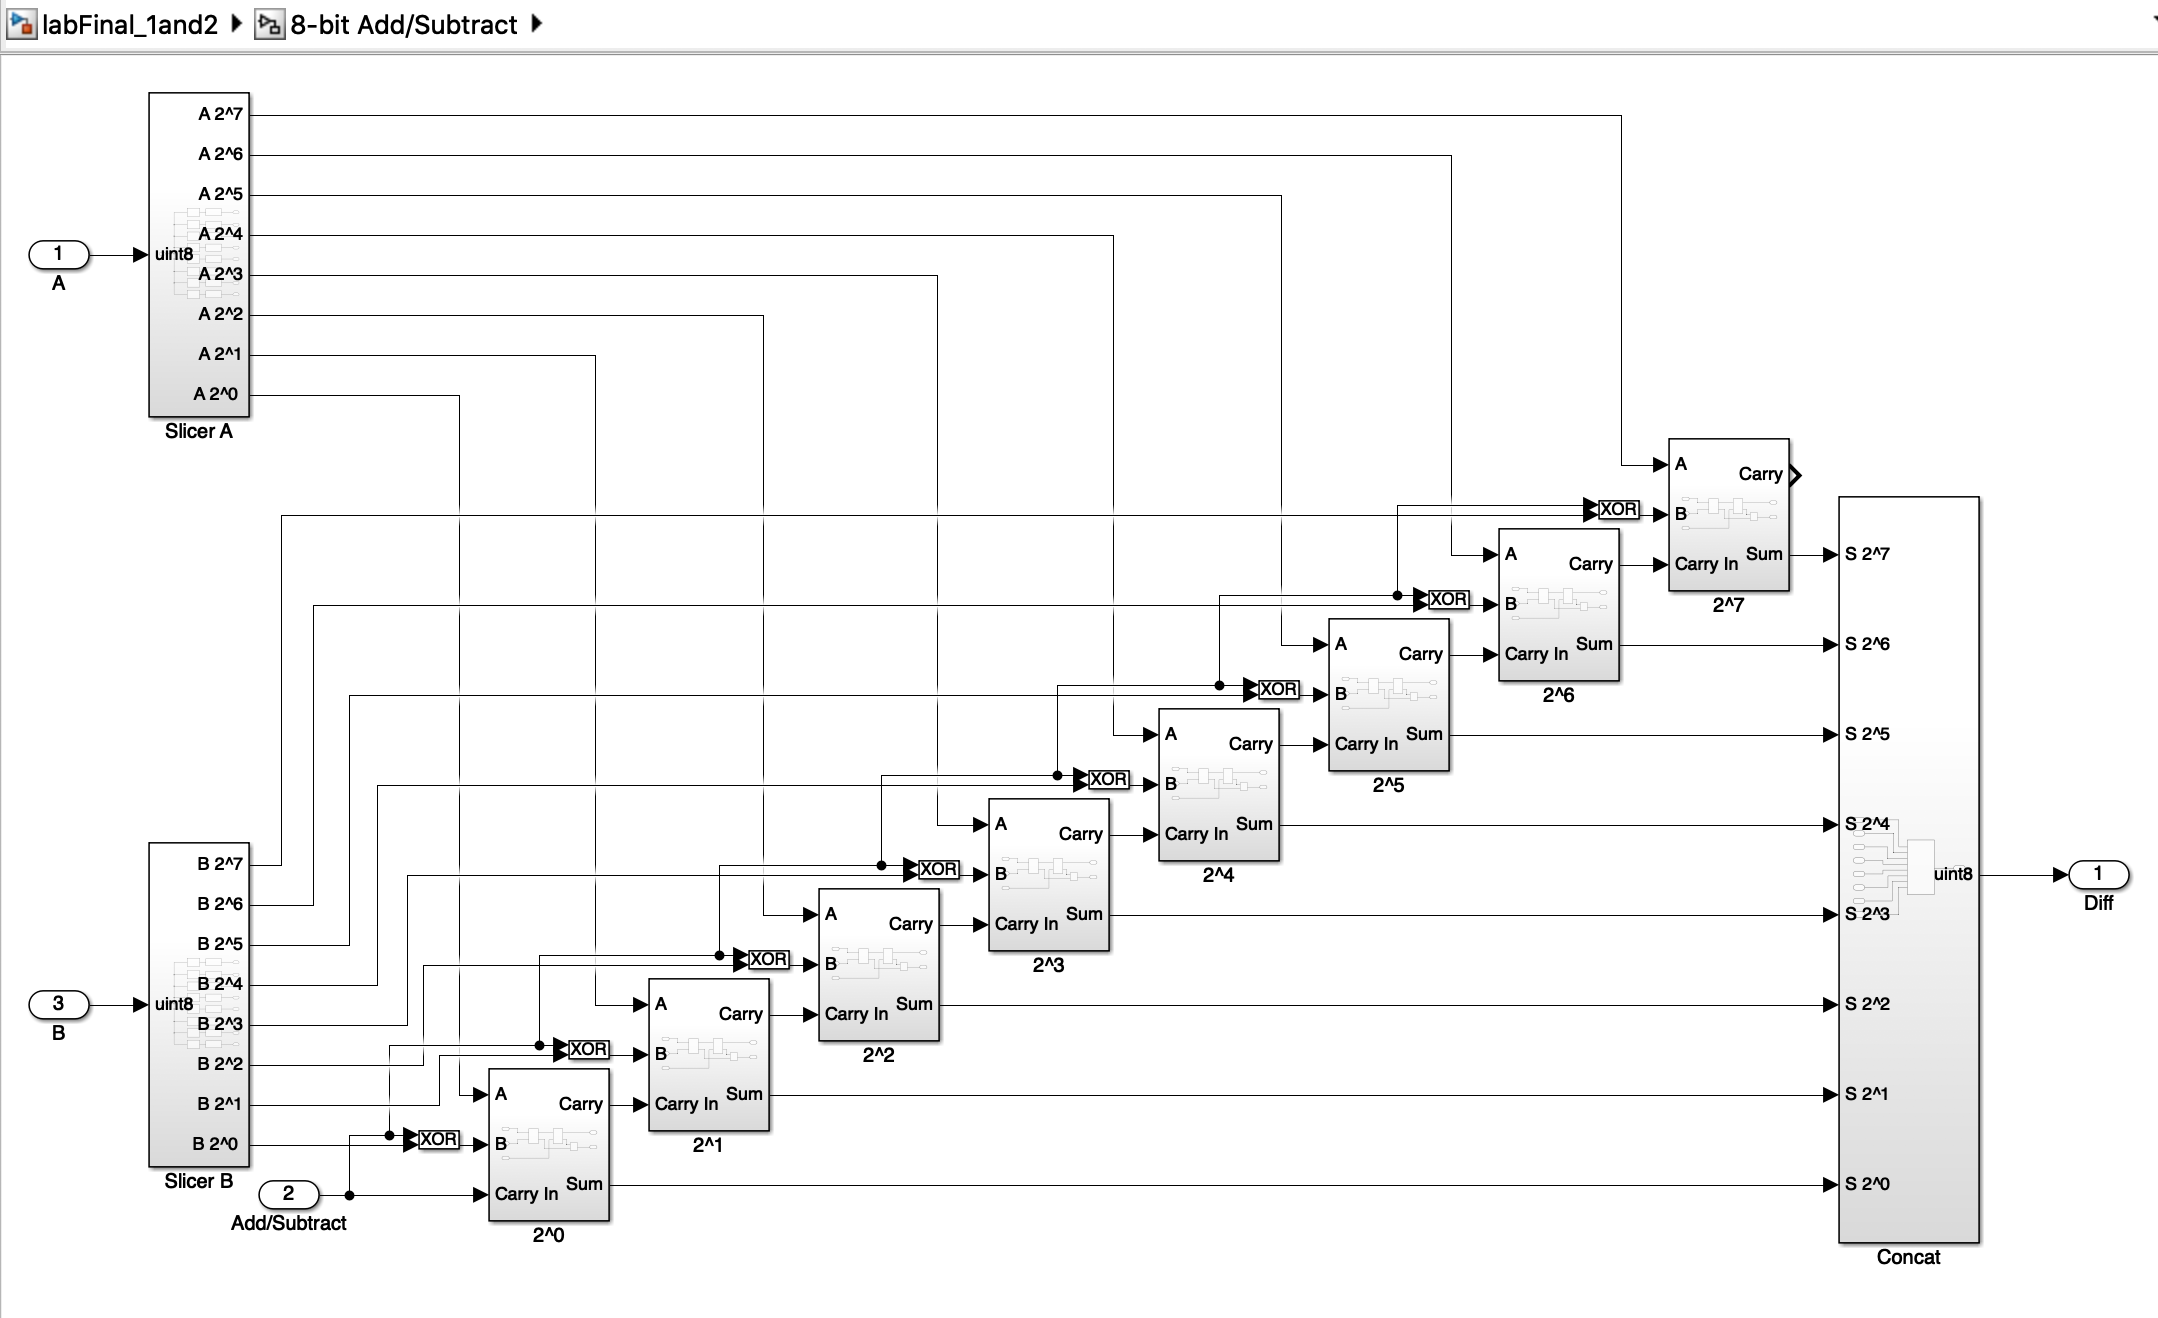 labFinal_1and2 8-bit Add/Subtract
A 2^7
A 2^6
A 2^5
A 2^4
uint8
A 2^3
A 2^2
A 2^1
A 2^0
Slicer A
1
A
B 2^7
B 2^6
B 2^5
B 2^4
uint8
B 2^3
B 2^2
B 2^1
B 2^0
Slicer B
3
B
2
Add/Subtract
XOR
A
B
Carry In
Carry
Sum
2^0
XOR
A
B
Carry In
Carry
Sum
2^1
XOR
A
B
Carry In
Carry
Sum
2^2
XOR
A
B
Carry In
Carry
Sum
2^3
XOR
A
B
Carry In
Carry
Sum
2^4
XOR
A
B
Carry In
Carry
Sum
2^5
XOR
A
B
Carry In
Carry
Sum
2^6
XOR
A
B
Carry In
Carry
Sum
2^7
S 2^7
S 2^6
S 2^5
S 2^4
uint8
S 2^3
S 2^2
S 2^1
S 2^0
Concat
1
Diff